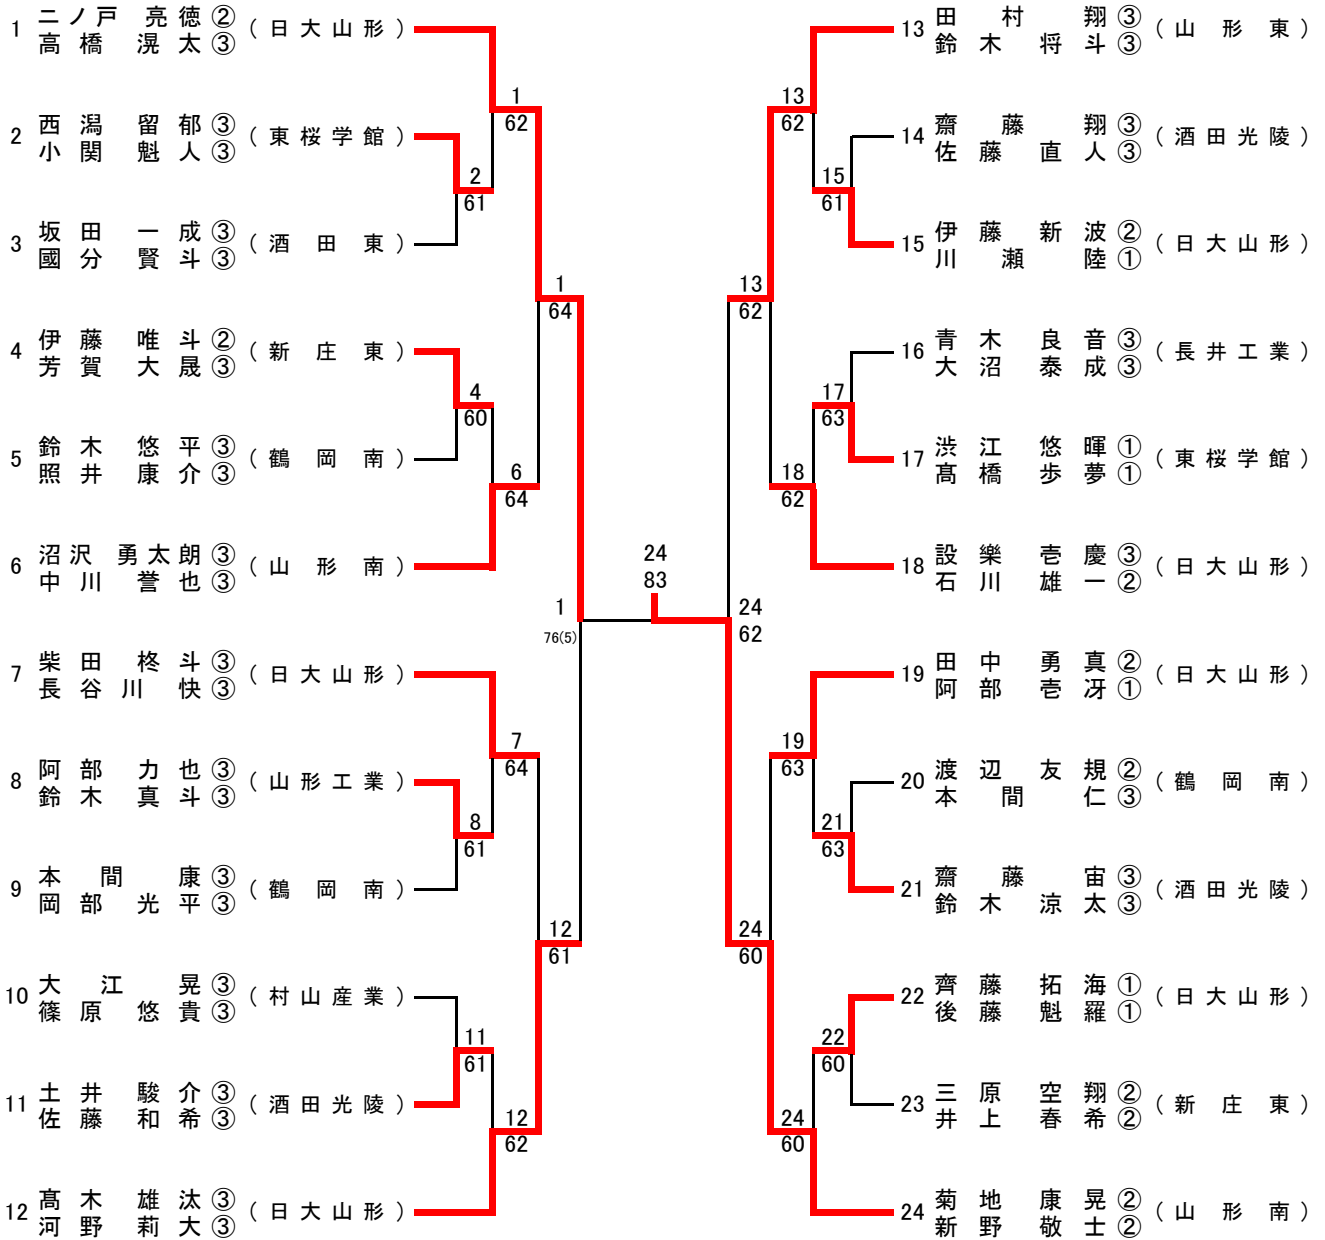 1 二ノ戸 亮徳 ② (日大山形)
高橋 滉太 ③
2 西潟 留郁 ③ (東桜学館)
小関 魁人 ③
3 坂田 一成 ③ (酒田東)
國分 賢斗 ③
4 伊藤 唯斗 ② (新庄東)
芳賀 大晟 ③
5 鈴木 悠平 ③ (鶴岡南)
照井 康介 ③
6 沼沢 勇太朗 ③ (山形南)
中川 誉也 ③
7 柴田 柊斗 ③ (日大山形)
長谷川 快 ③
8 阿部 力也 ③ (山形工業)
鈴木 真斗 ③
9 本間 康 ③ (鶴岡南)
岡部 光平 ③
10 大江 晃 ③ (村山産業)
篠原 悠貴 ③
11 土井 駿介 ③ (酒田光陵)
佐藤 和希 ③
12 髙木 雄汰 ③ (日大山形)
河野 莉大 ③
2
61
4
60
8
61
11
61
1
62
6
64
7
64
12
62
1
64
12
61
1
76(5)
24
83
24
62
13
62
24
60
13
62
18
62
19
63
24
60
15
61
17
63
21
63
22
60
13 田村 翔 ③ (山形東)
鈴木 将斗 ③
14 齋藤 翔 ③ (酒田光陵)
佐藤 直人 ③
15 伊藤 新波 ② (日大山形)
川瀬 陸 ①
16 青木 良音 ③ (長井工業)
大沼 泰成 ③
17 渋江 悠暉 ① (東桜学館)
髙橋 歩夢 ①
18 設樂 壱慶 ③ (日大山形)
石川 雄一 ②
19 田中 勇真 ② (日大山形)
阿部 壱冴 ①
20 渡辺 友規 ② (鶴岡南)
本間 仁 ③
21 齋藤 宙 ③ (酒田光陵)
鈴木 涼太 ③
22 齊藤 拓海 ① (日大山形)
後藤 魁羅 ①
23 三原 空翔 ② (新庄東)
井上 春希 ②
24 菊地 康晃 ② (山形南)
新野 敬士 ②